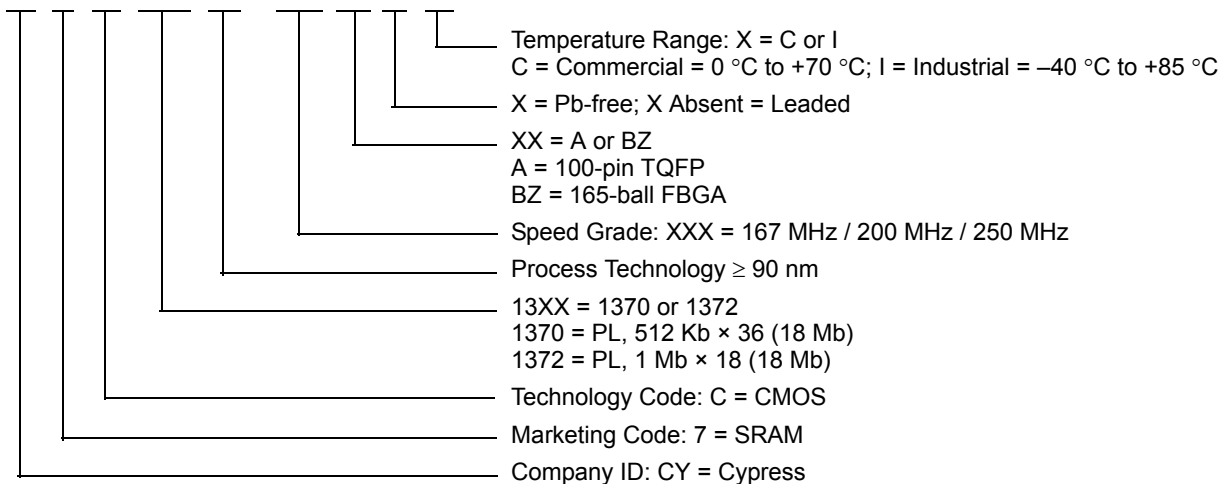 Temperature Range: X = C or I
C = Commercial = 0 °C to +70 °C; I = Industrial = –40 °C to +85 °C
X = Pb-free; X Absent = Leaded
XX = A or BZ
A = 100-pin TQFP
BZ = 165-ball FBGA
Speed Grade: XXX = 167 MHz / 200 MHz / 250 MHz
Process Technology ≥ 90 nm
13XX = 1370 or 1372
1370 = PL, 512 Kb × 36 (18 Mb)
1372 = PL, 1 Mb × 18 (18 Mb)
Technology Code: C = CMOS
Marketing Code: 7 = SRAM
Company ID: CY = Cypress